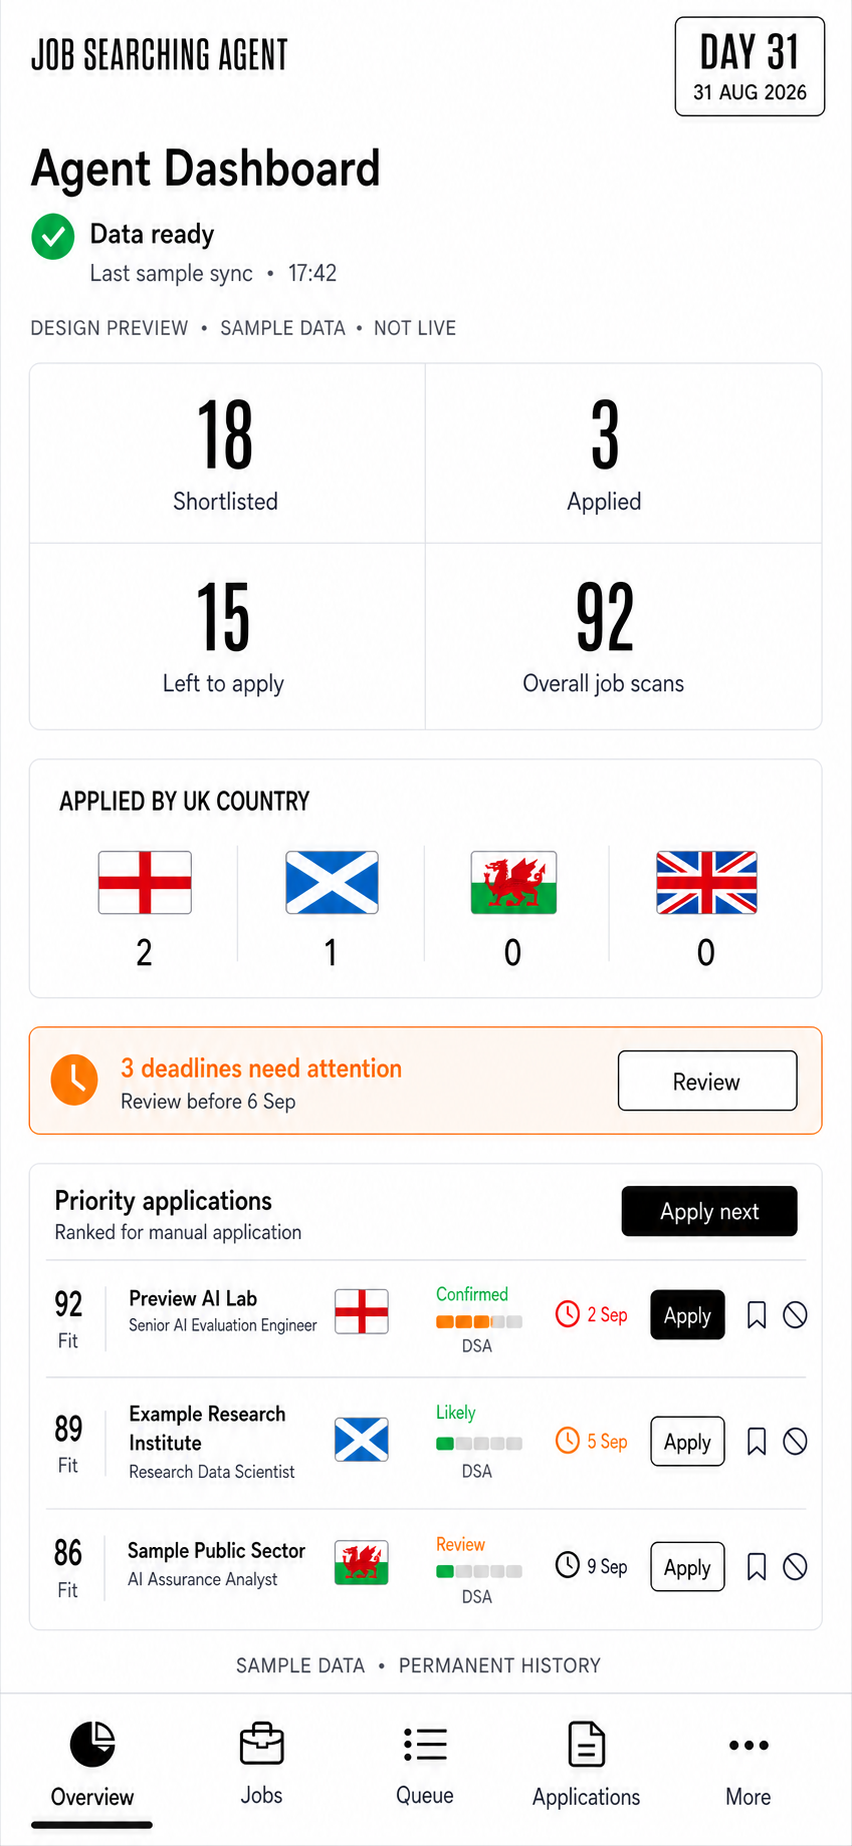 JOB SEARCHING AGENT
DAY 31
31 AUG 2026
Agent Dashboard
Data ready
Last sample sync • 17:42
DESIGN PREVIEW • SAMPLE DATA • NOT LIVE
18
Shortlisted
3
Applied
15
Left to apply
92
Overall job scans
APPLIED BY UK COUNTRY
2
1
0
0
3 deadlines need attention
Review before 6 Sep
Review
Priority applications
Ranked for manual application
Apply next
92
Fit
Preview AI Lab
Senior AI Evaluation Engineer
Confirmed
DSA
2 Sep
Apply
89
Fit
Example Research
Institute
Research Data Scientist
Likely
DSA
5 Sep
Apply
86
Fit
Sample Public Sector
AI Assurance Analyst
Review
DSA
9 Sep
Apply
SAMPLE DATA • PERMANENT HISTORY
Overview
Jobs
Queue
Applications
More